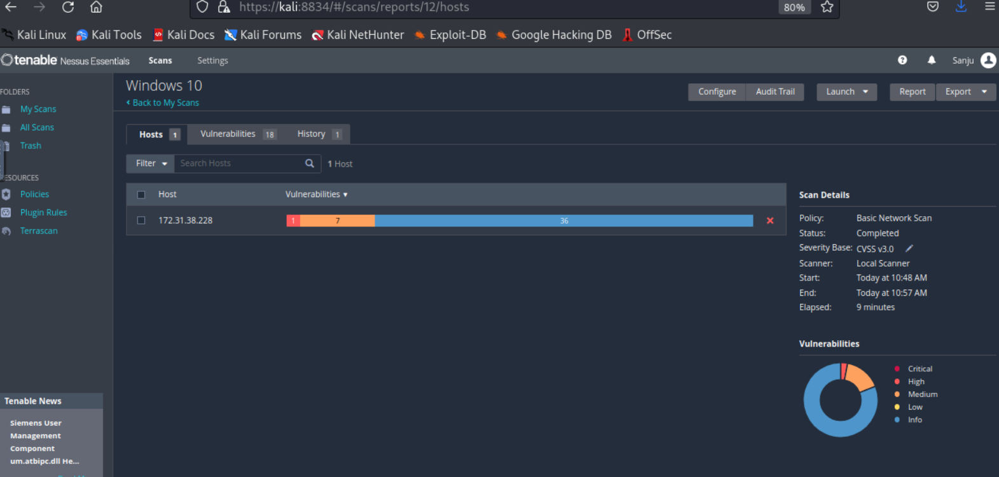 https://kali:8834/#/scans/reports/12/hosts 80%
Kali Linux Kali Tools Kali Docs Kali Forums Kali NetHunter Exploit-DB Google Hacking DB OffSec
tenable Nessus Essentials Scans Settings Sanju
FOLDERS
My Scans
All Scans
Trash
RESOURCES
Policies
Plugin Rules
Terrascan
Tenable News
Siemens User
Management
Component
um.atbipc.dll He...
Windows 10
Back to My Scans
Configure Audit Trail Launch Report Export
Hosts 1 Vulnerabilities 18 History 1
Filter Search Hosts 1 Host
Host Vulnerabilities
172.31.38.228 1 7 36
Scan Details
Policy: Basic Network Scan
Status: Completed
Severity Base: CVSS v3.0
Scanner: Local Scanner
Start: Today at 10:48 AM
End: Today at 10:57 AM
Elapsed: 9 minutes
Vulnerabilities
Critical
High
Medium
Low
Info